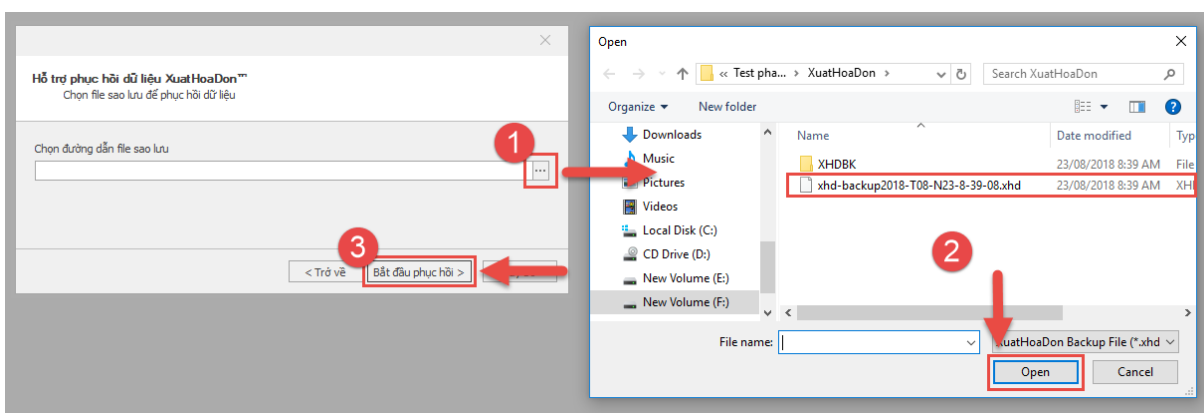 Hỗ trợ phục hồi dữ liệu XuatHoaDon™
Chọn file sao lưu để phục hồi dữ liệu
Chọn đường dẫn file sao lưu
...
1
3
< Trở về
Bắt đầu phục hồi >
Open
« Test pha... > XuatHoaDon >
Search XuatHoaDon
Organize
New folder
Downloads
Music
Pictures
Videos
Local Disk (C:)
CD Drive (D:)
New Volume (E:)
New Volume (F:)
Name
Date modified
Typ
XHDBK
23/08/2018 8:39 AM
File
xhd-backup2018-T08-N23-8-39-08.xhd
23/08/2018 8:39 AM
XHI
2
File name:
XuatHoaDon Backup File (*.xhd
Open
Cancel